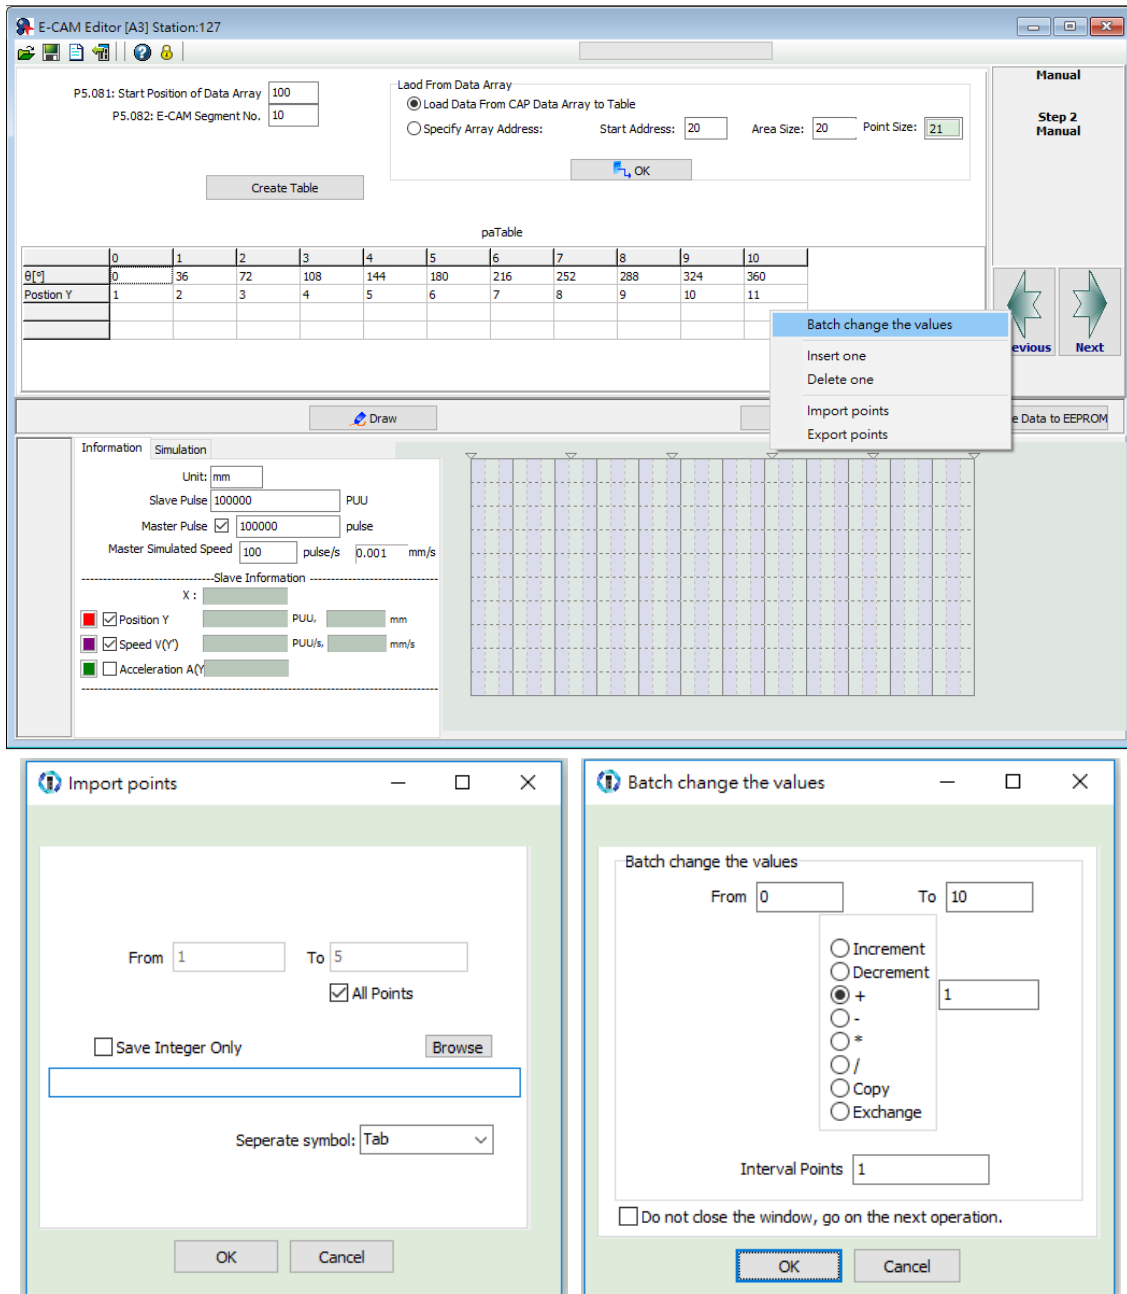 E-CAM Editor [A3] Station:127
P5.081: Start Position of Data Array 100
P5.082: E-CAM Segment No. 10
Create Table
Laod From Data Array
Load Data From CAP Data Array to Table
Specify Array Address: Start Address: 20 Area Size: 20 Point Size: 21
OK
Manual
Step 2
Manual
paTable
0 1 2 3 4 5 6 7 8 9 10
θ[°] 0 36 72 108 144 180 216 252 288 324 360
Postion Y 1 2 3 4 5 6 7 8 9 10 11
Batch change the values
Insert one
Delete one
Import points
Export points
evious Next
Draw
e Data to EEPROM
Information Simulation
Unit: mm
Slave Pulse 100000 PUU
Master Pulse 100000 pulse
Master Simulated Speed 100 pulse/s 0.001 mm/s
Slave Information
X :
Position Y PUU, mm
Speed V(Y') PUU/s, mm/s
Acceleration A(Y
Import points
From 1 To 5
All Points
Save Integer Only Browse
Seperate symbol: Tab
OK Cancel
Batch change the values
Batch change the values
From 0 To 10
Increment
Decrement
+ 1
-
*
/
Copy
Exchange
Interval Points 1
Do not close the window, go on the next operation.
OK Cancel